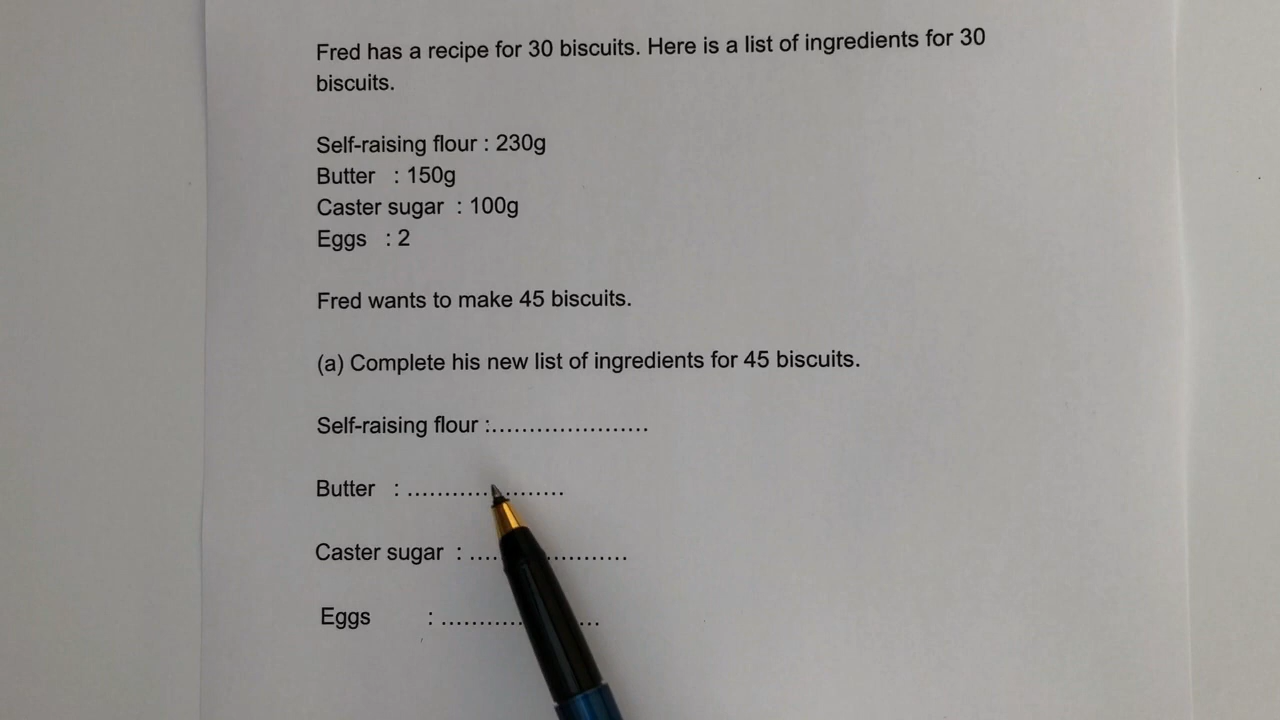 Fred has a recipe for 30 biscuits. Here is a list of ingredients for 30
biscuits.
Self-raising flour : 230g
Butter : 150g
Caster sugar : 100g
Eggs : 2
Fred wants to make 45 biscuits.
(a) Complete his new list of ingredients for 45 biscuits.
Self-raising flour :.....................
Butter : .....................
Caster sugar : .....................
Eggs : .....................